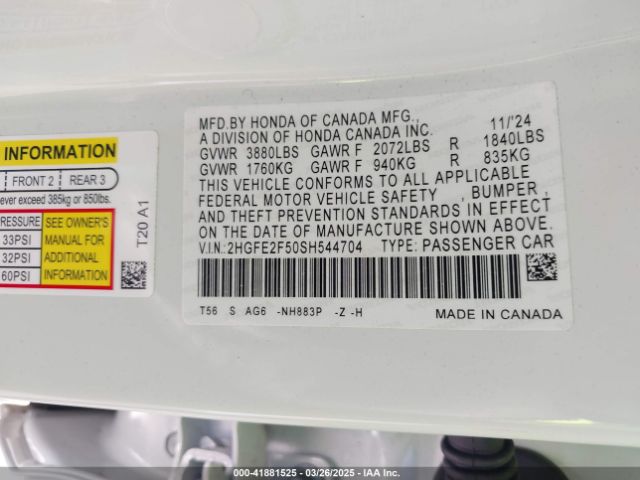 MFD.BY HONDA OF CANADA MFG., 11/'24
A DIVISION OF HONDA CANADA INC.
GVWR 3880LBS GAWR F 2072LBS R 1840LBS
GVWR 1760KG GAWR F 940KG R 835KG
THIS VEHICLE CONFORMS TO ALL APPLICABLE
FEDERAL MOTOR VEHICLE SAFETY , BUMPER ,
AND THEFT PREVENTION STANDARDS IN EFFECT
ON THE DATE OF MANUFACTURE SHOWN ABOVE.
V.I.N: 2HGFE2F50SH544704 TYPE: PASSENGER CAR
T56 S AG6 -NH883P -Z -H MADE IN CANADA
INFORMATION
FRONT 2 REAR 3
ever exceed 385kg or 850lbs.
RESSURE SEE OWNER'S
33PSI MANUAL FOR
32PSI ADDITIONAL
60PSI INFORMATION
T20 A1
000-41881525 03/26/2025 IAA Inc.